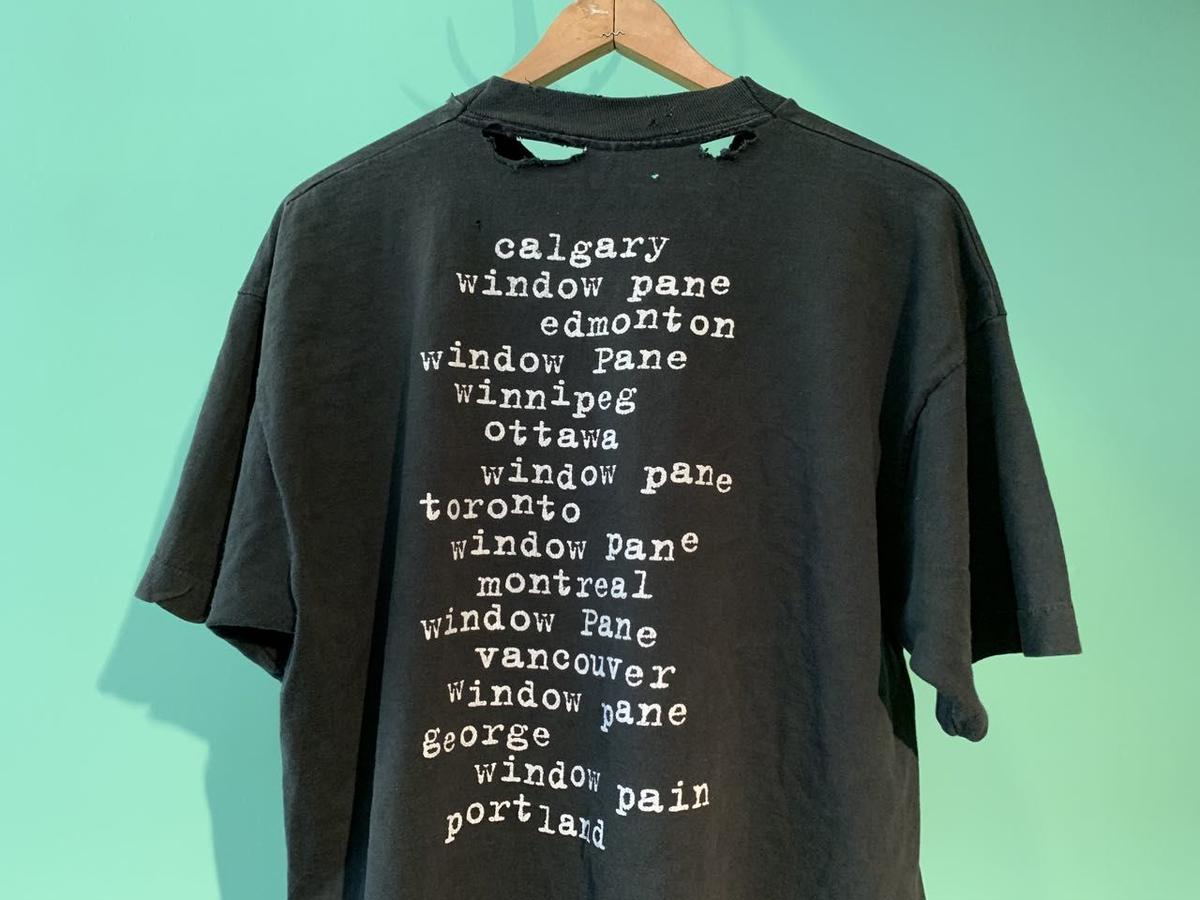 calgary
window pane
edmonton
window Pane
winnipeg
ottawa
window pane
toronto
window pane
montreal
window Pane
vancouver
window pane
george
window pain
portland